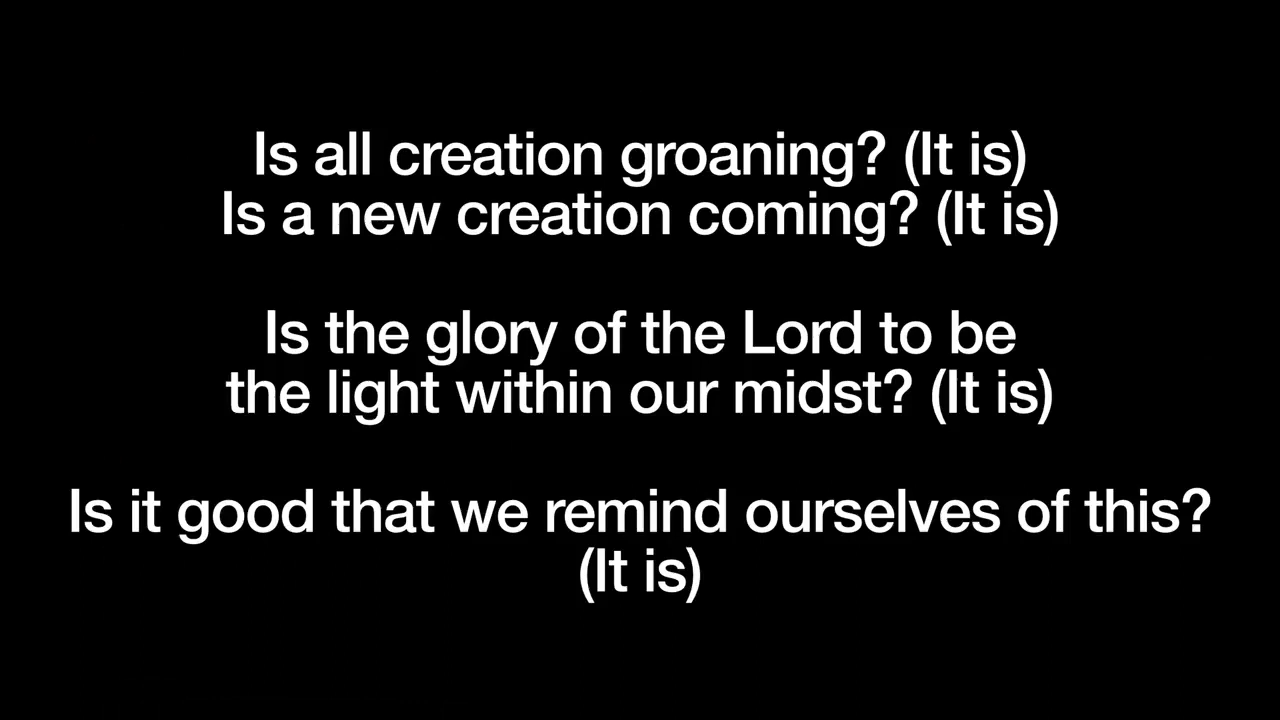 Is all creation groaning? (It is)
Is a new creation coming? (It is)
Is the glory of the Lord to be
the light within our midst? (It is)
Is it good that we remind ourselves of this?
(It is)